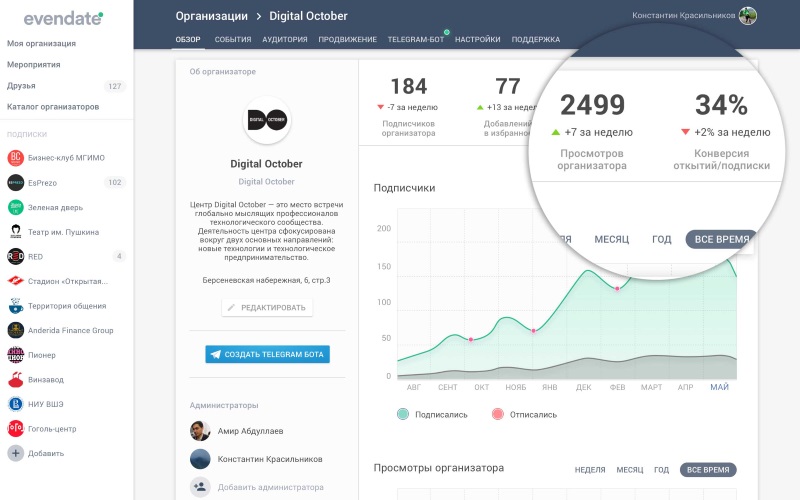 evendate
Моя организация
Мероприятия
Друзья
127
Каталог организаторов
ПОДПИСКИ
Бизнес-клуб МГИМО
EsPrezo
102
Зеленая дверь
Театр им. Пушкина
RED
4
Стадион «Открытая...
Территория общения
Anderida Finance Group
Пионер
Винзавод
НИУ ВШЭ
Гоголь-центр
Добавить
Организации
Digital October
Константин Красильников
ОБЗОР СОБЫТИЯ АУДИТОРИЯ ПРОДВИЖЕНИЕ TELEGRAM-БОТ НАСТРОЙКИ ПОДДЕРЖКА
Об организаторе
DIGITAL OCTOBER
Digital October
Digital October
Центр Digital October — это место встречи
глобально мыслящих профессионалов
технологического сообщества.
Деятельность центра сфокусирована
вокруг двух основных направлений:
новые технологии и технологическое
предпринимательство.
Берсеневская набережная, 6, стр.3
РЕДАКТИРОВАТЬ
СОЗДАТЬ TELEGRAM БОТА
Администраторы
Амир Абдуллаев
Константин Красильников
Добавить администратора
184
-7 за неделю
Подписчиков
организатора
77
+13 за неделю
Добавлений
в избранное
2499
+7 за неделю
Просмотров
организатора
34%
+2% за неделю
Конверсия
откытий/подписки
МЕСЯЦ ГОД ВСЕ ВРЕМЯ
Подписчики
200
150
100
50
0
АВГ СЕНТ ОКТ НОЯБ ЯНВ ДЕК ФЕВ МАРТ АПР МАЙ
Подписались Отписались
Просмотры организатора
НЕДЕЛЯ МЕСЯЦ ГОД ВСЕ ВРЕМЯ